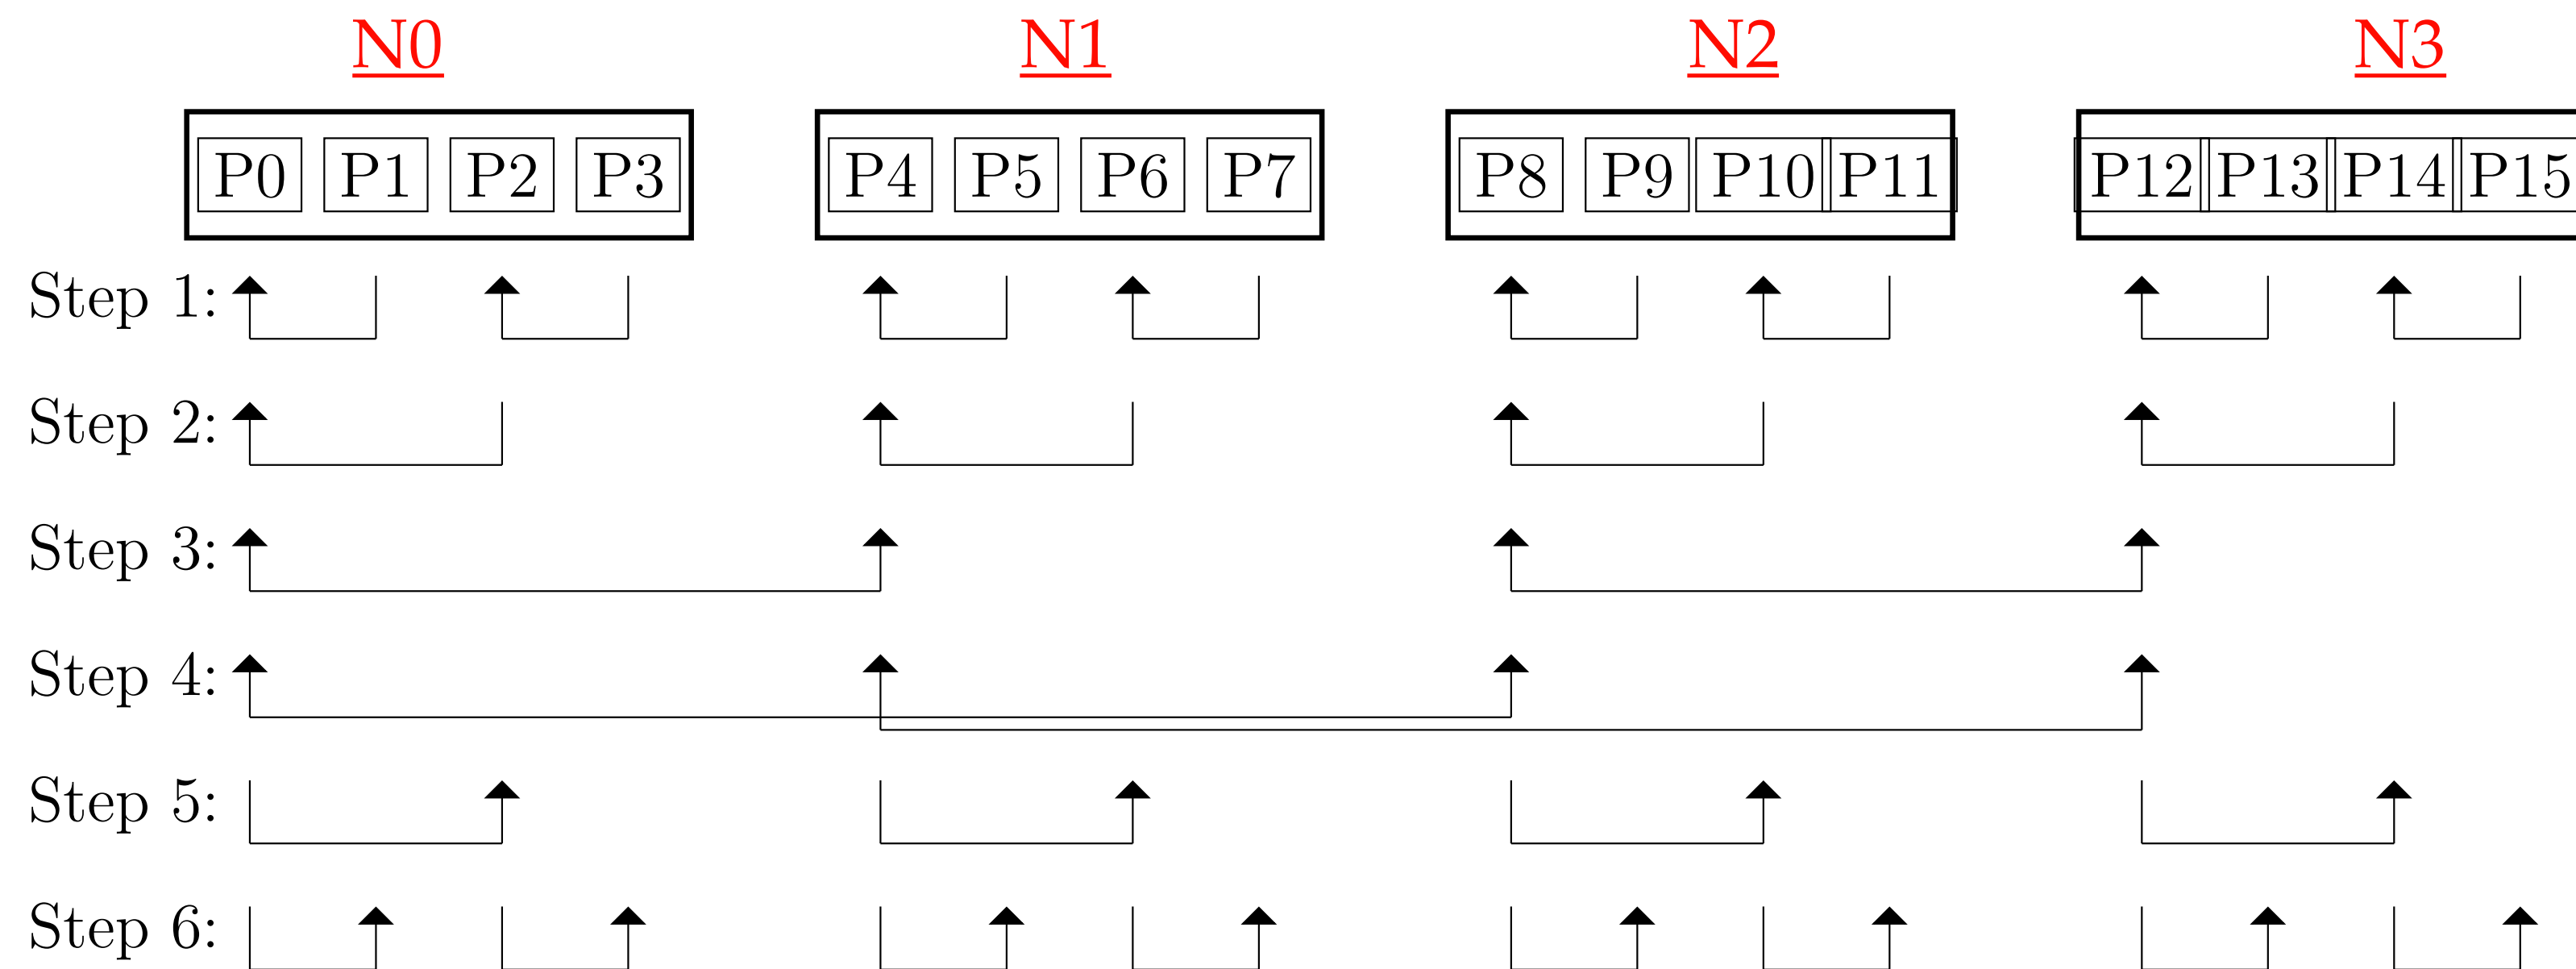 N0 N1 N2 N3
P0 P1 P2 P3 P4 P5 P6 P7 P8 P9 P10 P11 P12 P13 P14 P15
Step 1:
Step 2:
Step 3:
Step 4:
Step 5:
Step 6: